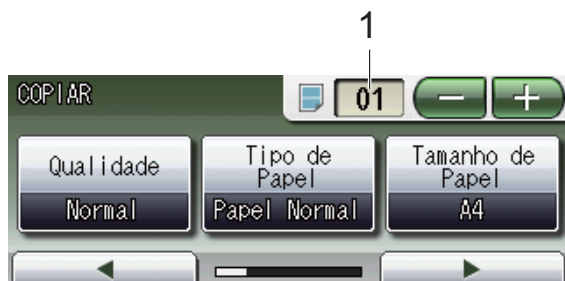 1
COPIAR 01
Qualidade
Normal
Tipo de
Papel
Papel Normal
Tamanho de
Papel
A4